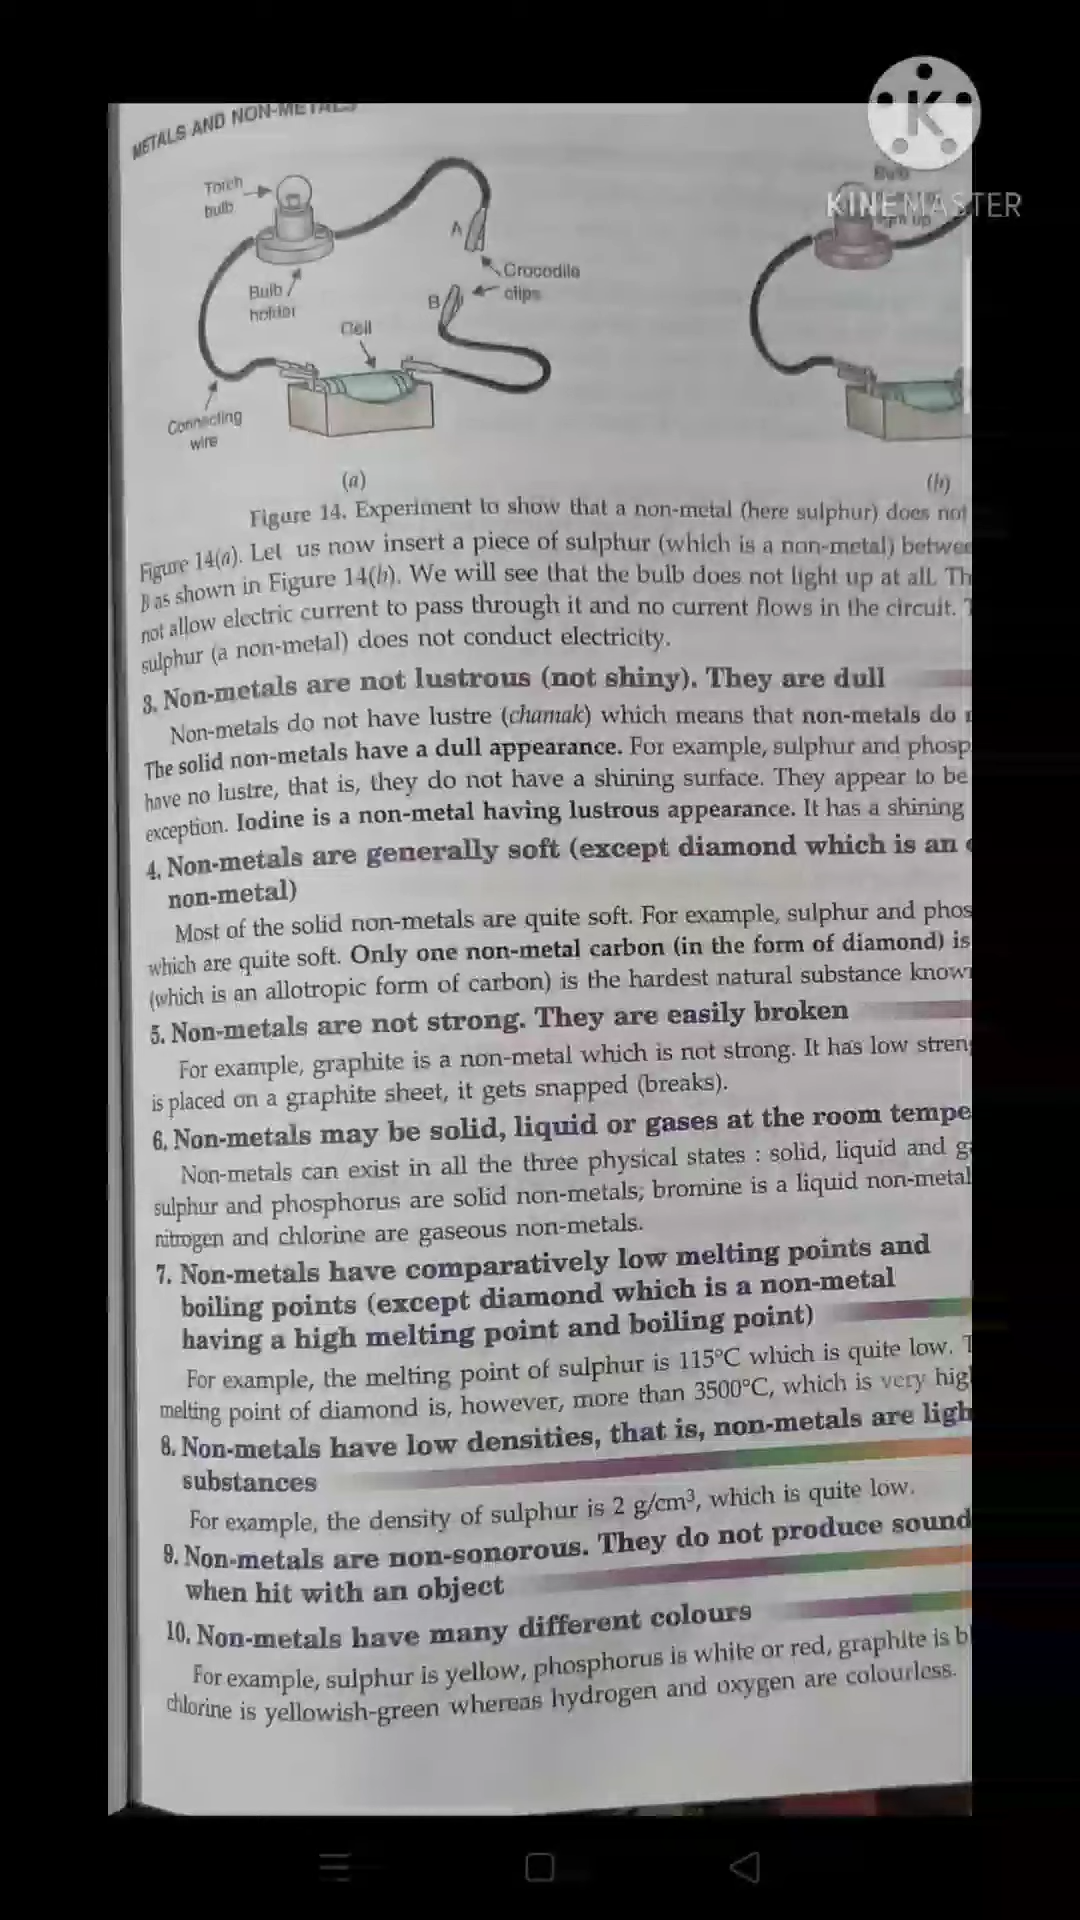 METALS AND NON-METALS
KINEMASTER
Torch
bulb
A
Crocodile
clips
B
Bulb
holder
Cell
Connecting
wire
Bulb
(a)
(b)
Figure 14. Experiment to show that a non-metal (here sulphur) does not
Figure 14(a). Let us now insert a piece of sulphur (which is a non-metal) betwee
B as shown in Figure 14(b). We will see that the bulb does not light up at all. Th
not allow electric current to pass through it and no current flows in the circuit.
sulphur (a non-metal) does not conduct electricity.
3. Non-metals are not lustrous (not shiny). They are dull
Non-metals do not have lustre (chamak) which means that non-metals do
The solid non-metals have a dull appearance. For example, sulphur and phosp
have no lustre, that is, they do not have a shining surface. They appear to be
exception. Iodine is a non-metal having lustrous appearance. It has a shining
4. Non-metals are generally soft (except diamond which is an
non-metal)
Most of the solid non-metals are quite soft. For example, sulphur and phos
which are quite soft. Only one non-metal carbon (in the form of diamond) is
(which is an allotropic form of carbon) is the hardest natural substance know
5. Non-metals are not strong. They are easily broken
For example, graphite is a non-metal which is not strong. It has low stren
is placed on a graphite sheet, it gets snapped (breaks).
6. Non-metals may be solid, liquid or gases at the room tempe
Non-metals can exist in all the three physical states : solid, liquid and g
sulphur and phosphorus are solid non-metals; bromine is a liquid non-metal
nitrogen and chlorine are gaseous non-metals.
7. Non-metals have comparatively low melting points and
boiling points (except diamond which is a non-metal
having a high melting point and boiling point)
For example, the melting point of sulphur is 115°C which is quite low. T
melting point of diamond is, however, more than 3500°C, which is very hig
8. Non-metals have low densities, that is, non-metals are ligh
substances
For example, the density of sulphur is 2 g/cm³, which is quite low.
9. Non-metals are non-sonorous. They do not produce sound
when hit with an object
10. Non-metals have many different colours
For example, sulphur is yellow, phosphorus is white or red, graphite is bl
chlorine is yellowish-green whereas hydrogen and oxygen are colourless.